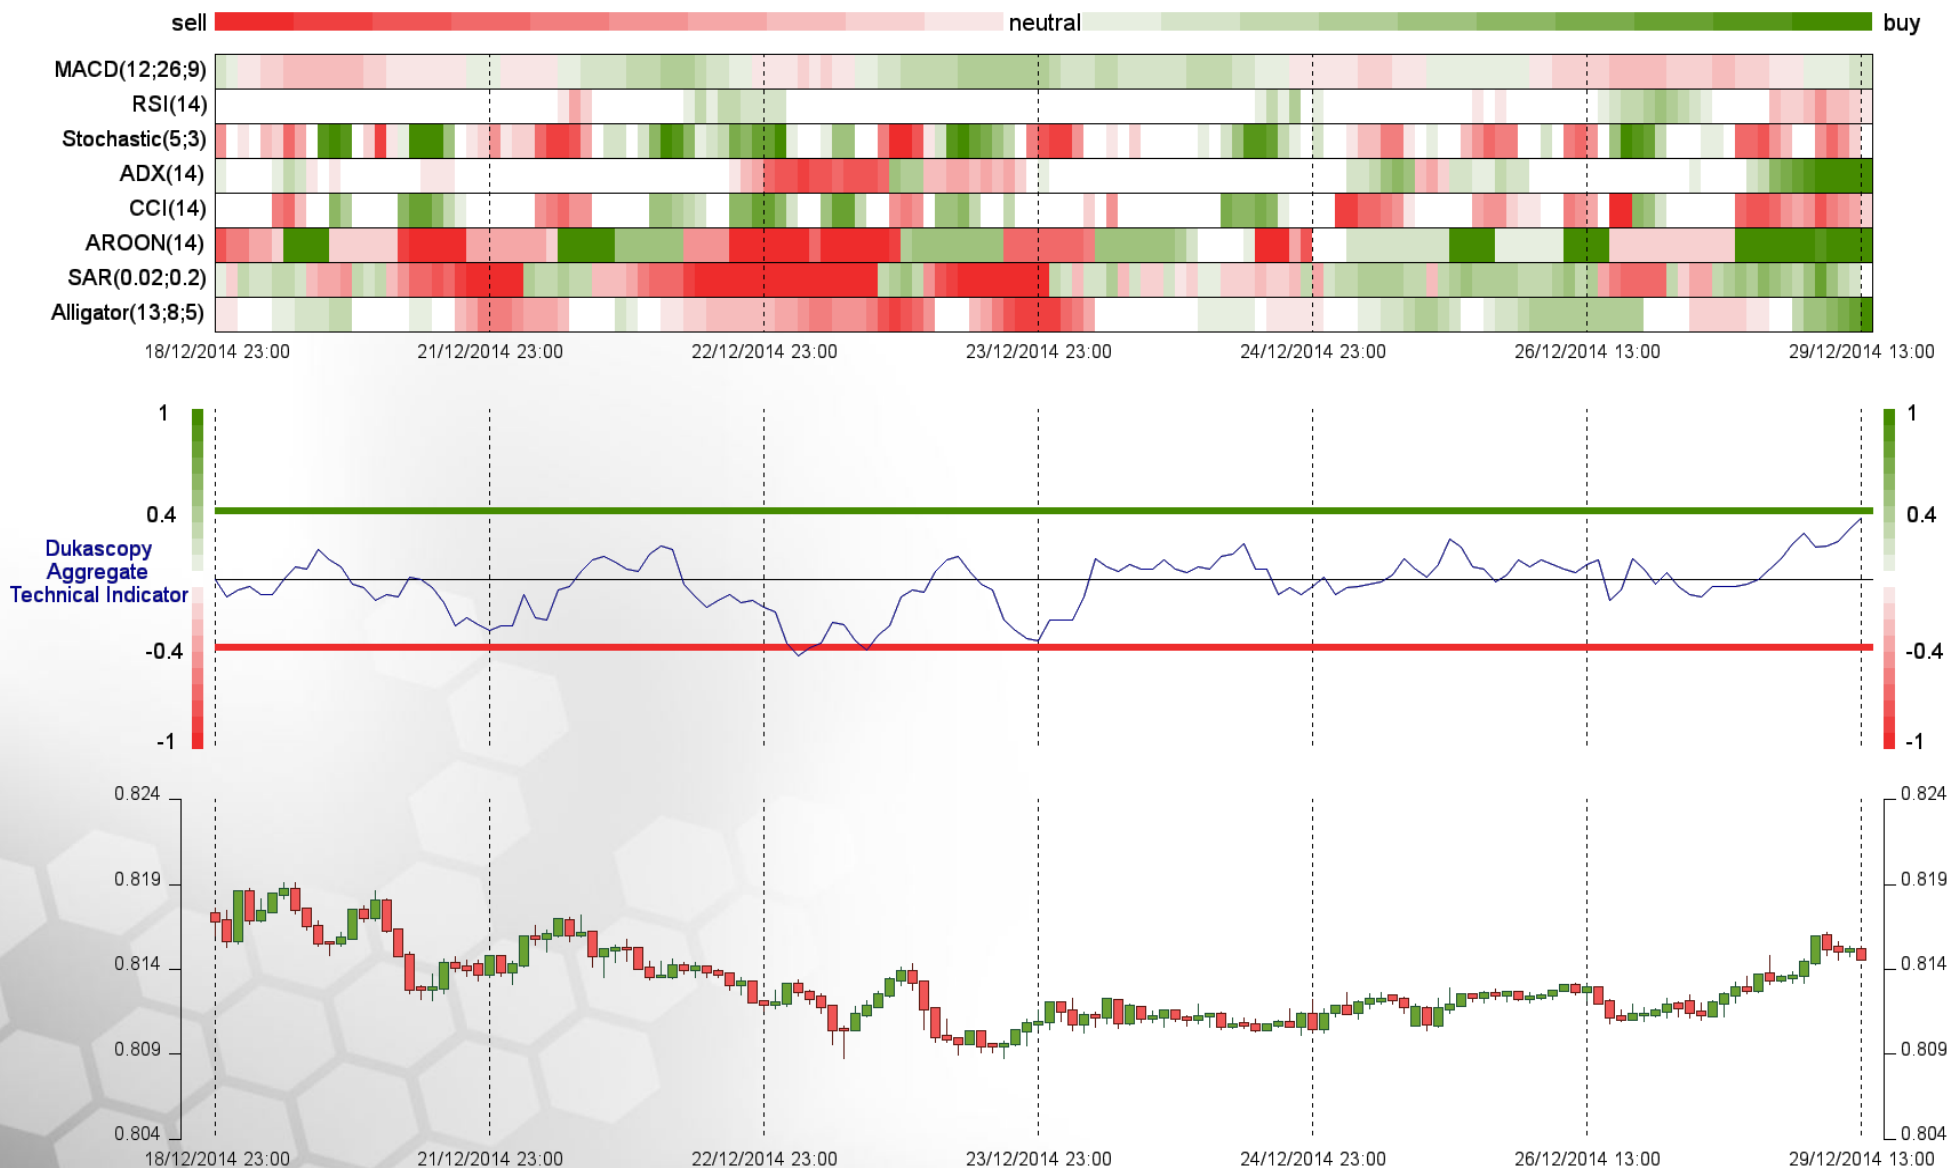 sell neutral buy
MACD(12;26;9)
RSI(14)
Stochastic(5;3)
ADX(14)
CCI(14)
AROON(14)
SAR(0.02;0.2)
Alligator(13;8;5)
18/12/2014 23:00 21/12/2014 23:00 22/12/2014 23:00 23/12/2014 23:00 24/12/2014 23:00 26/12/2014 13:00 29/12/2014 13:00
1 1
0.4 0.4
Dukascopy
Aggregate
Technical Indicator
-0.4 -0.4
-1 -1
0.824 0.824
0.819 0.819
0.814 0.814
0.809 0.809
0.804 0.804
18/12/2014 23:00 21/12/2014 23:00 22/12/2014 23:00 23/12/2014 23:00 24/12/2014 23:00 26/12/2014 13:00 29/12/2014 13:00